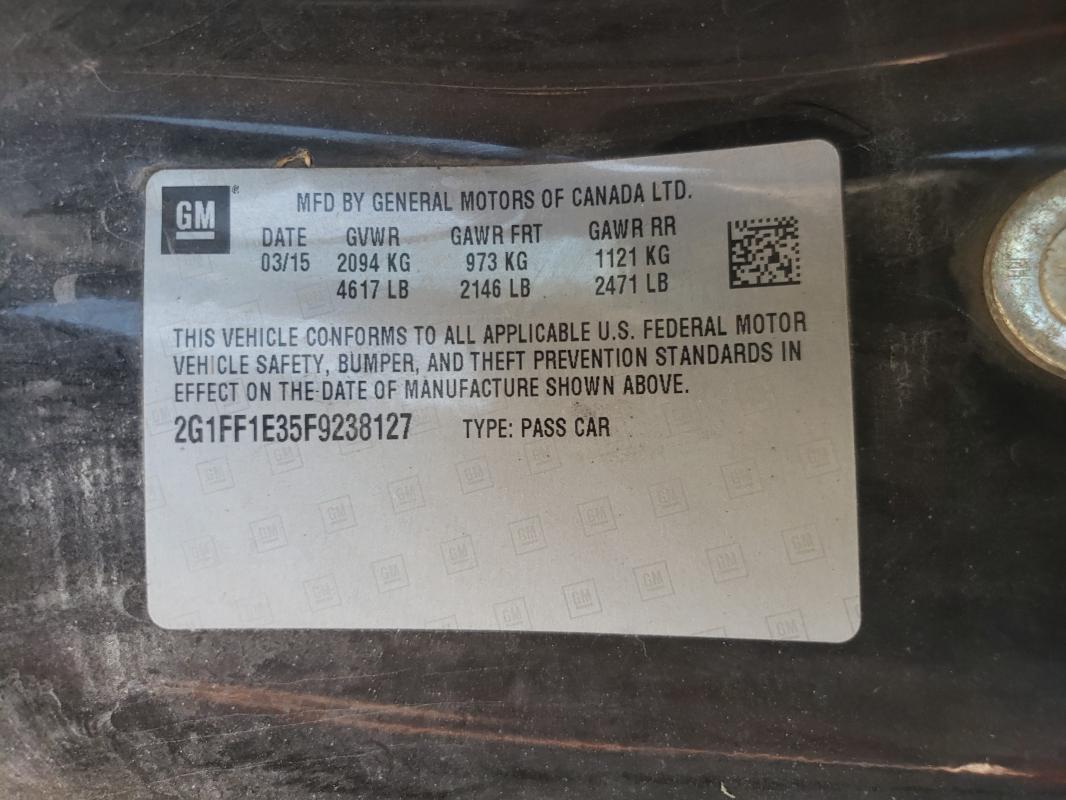 GM®
MFD BY GENERAL MOTORS OF CANADA LTD.
DATE GVWR GAWR FRT GAWR RR
03/15 2094 KG 973 KG 1121 KG
4617 LB 2146 LB 2471 LB
THIS VEHICLE CONFORMS TO ALL APPLICABLE U.S. FEDERAL MOTOR
VEHICLE SAFETY, BUMPER, AND THEFT PREVENTION STANDARDS IN
EFFECT ON THE DATE OF MANUFACTURE SHOWN ABOVE.
2G1FF1E35F9238127 TYPE: PASS CAR